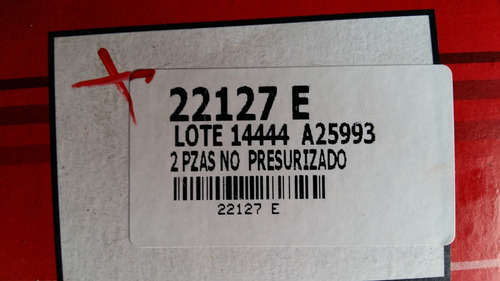 22127 E
LOTE 14444 A25993
2 PZAS NO PRESURIZADO
22127 E